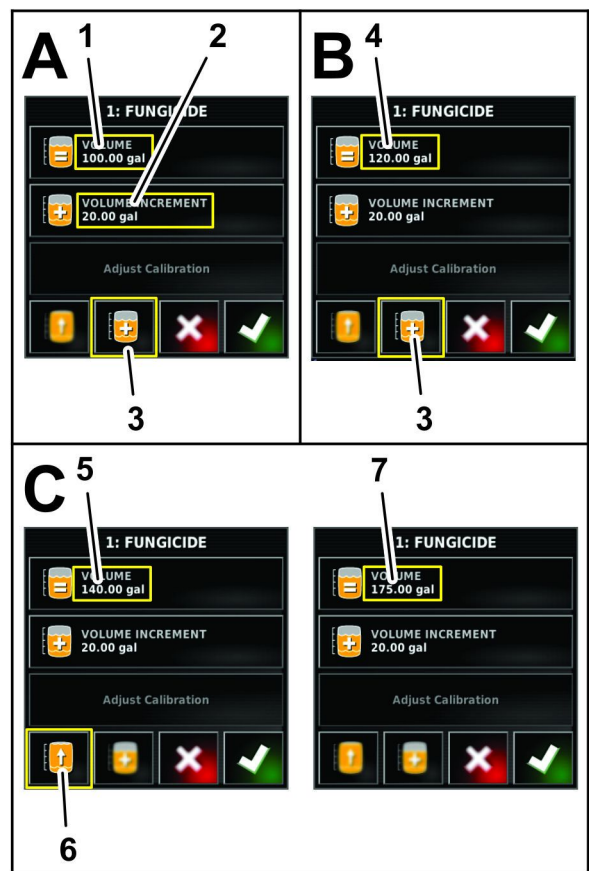 A
1
2
1: FUNGICIDE
VOLUME
100.00 gal
VOLUME INCREMENT
20.00 gal
Adjust Calibration
3
B
4
1: FUNGICIDE
VOLUME
120.00 gal
VOLUME INCREMENT
20.00 gal
Adjust Calibration
3
C
5
7
1: FUNGICIDE
VOLUME
140.00 gal
VOLUME INCREMENT
20.00 gal
Adjust Calibration
6
1: FUNGICIDE
VOLUME
175.00 gal
VOLUME INCREMENT
20.00 gal
Adjust Calibration